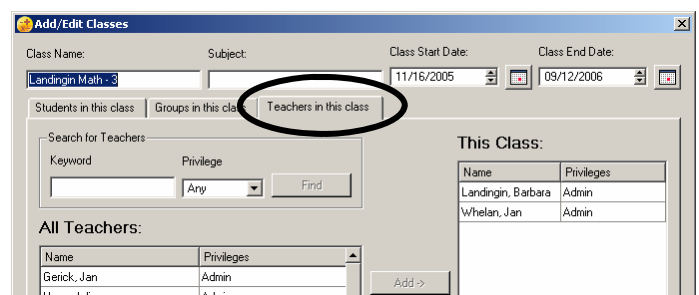 Add/Edit Classes
Class Name: Subject: Class Start Date: Class End Date:
Landingin Math - 3 11/16/2005 09/12/2006
Students in this class Groups in this class Teachers in this class
Search for Teachers
Keyword Privilege
Any Find
This Class:
Name Privileges
Landingin, Barbara Admin
Whelan, Jan Admin
All Teachers:
Name Privileges
Gerick, Jan Admin
Add ->